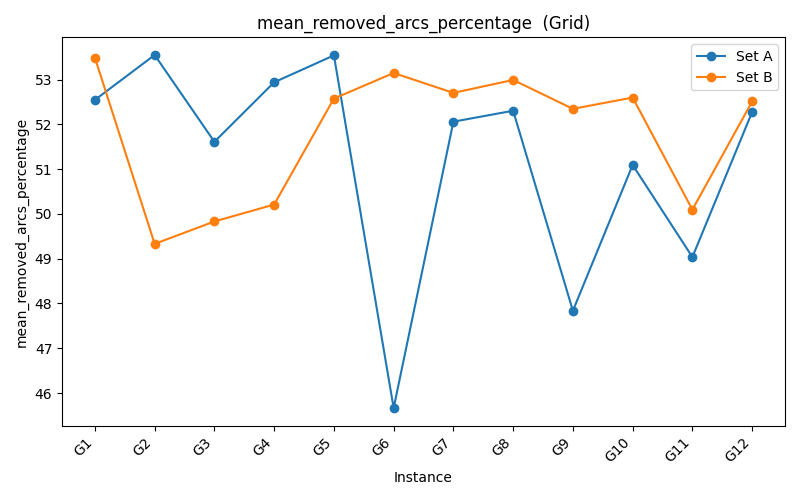 mean_removed_arcs_percentage  (Grid)
Set A
Set B
mean_removed_arcs_percentage
53
52
51
50
49
48
47
46
G1
G2
G3
G4
G5
G6
G7
G8
G9
G10
G11
G12
Instance